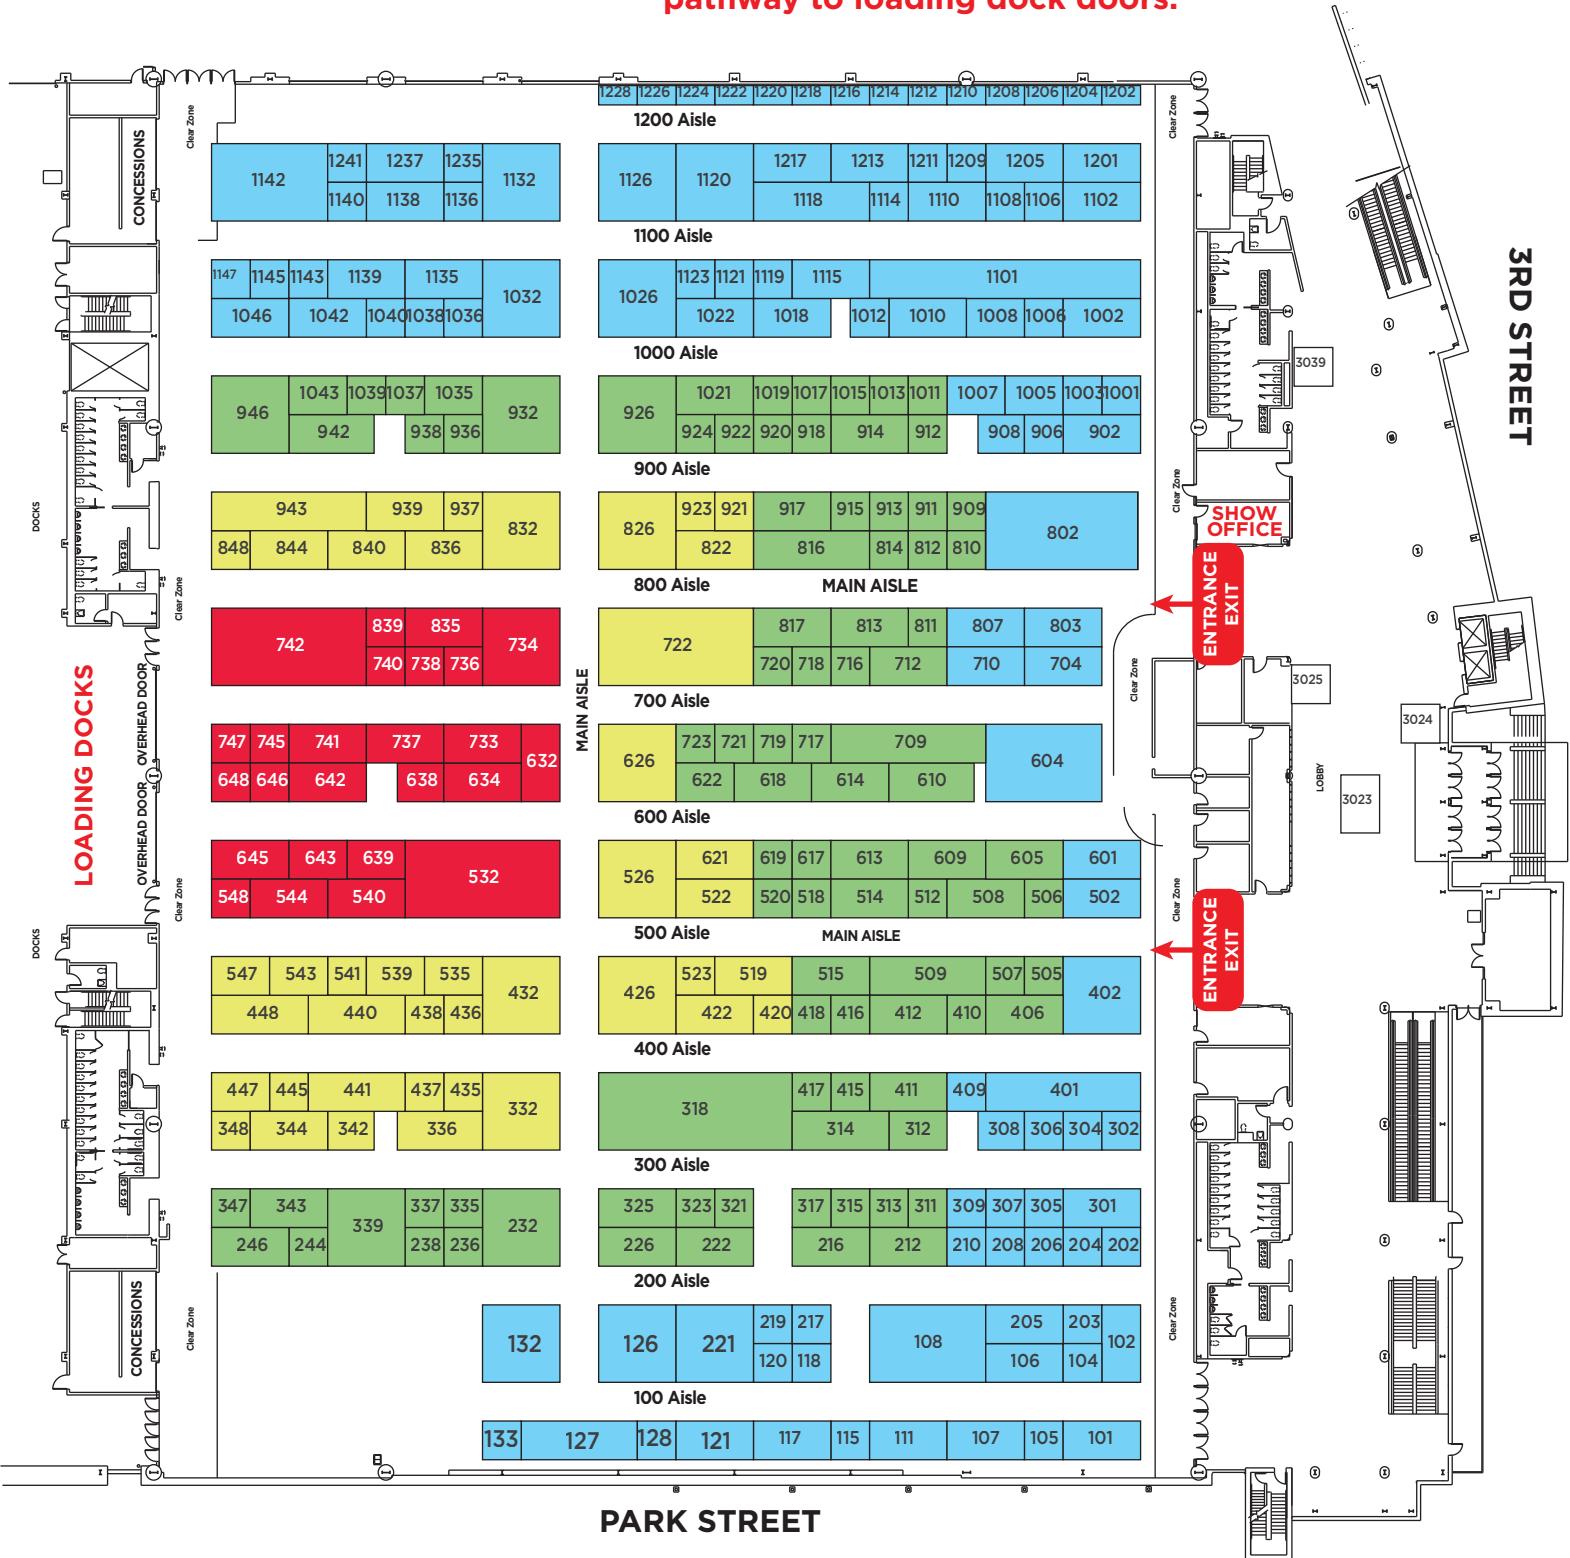 pathway to loading dock doors.
1228 1226 1224 1222 1220 1218 1216 1214 1212 1210 1208 1206 1204 1202
1200 Aisle
Clear Zone
Clear Zone
CONCESSIONS
1142 1241 1237 1235 1132 1126 1120 1217 1213 1211 1209 1205 1201
1140 1138 1136 1118 1114 1110 1108 1106 1102
1100 Aisle
1147 1145 1143 1139 1135 1032 1026 1123 1121 1119 1115 1101
1046 1042 1040 1038 1036 1022 1018 1012 1010 1008 1006 1002
1000 Aisle
3RD STREET
3039
946 1043 1039 1037 1035 932 926 1021 1019 1017 1015 1013 1011 1007 1005 1003 1001
942 938 936 924 922 920 918 914 912 908 906 902
900 Aisle
DOCKS
Clear Zone
943 939 937 832 826 923 921 917 915 913 911 909 802
848 844 840 836 822 816 814 812 810
SHOW
OFFICE
800 Aisle
MAIN AISLE
Clear Zone
ENTRANCE
EXIT
742 839 835 734 722 817 813 811 807 803
740 738 736 720 718 716 712 710 704
700 Aisle
MAIN AISLE
Clear Zone
3025
3024
LOADING DOCKS
OVERHEAD DOOR
OVERHEAD DOOR
747 745 741 737 733 632 626 723 721 719 717 709 604
648 646 642 638 634 622 618 614 610
600 Aisle
LOBBY
3023
645 643 639 532 526 621 619 617 613 609 605 601
548 544 540 522 520 518 514 512 508 506 502
500 Aisle
MAIN AISLE
Clear Zone
Clear Zone
DOCKS
ENTRANCE
EXIT
547 543 541 539 535 432 426 523 519 515 509 507 505 402
448 440 438 436 422 420 418 416 412 410 406
400 Aisle
447 445 441 437 435 332 318 417 415 411 409 401
348 344 342 336 314 312 308 306 304 302
300 Aisle
347 343 339 337 335 232 325 323 321 317 315 313 311 309 307 305 301
246 244 238 236 226 222 216 212 210 208 206 204 202
200 Aisle
CONCESSIONS
Clear Zone
Clear Zone
132 126 221 219 217 108 205 203 102
120 118 106 104
100 Aisle
133 127 128 121 117 115 111 107 105 101
PARK STREET